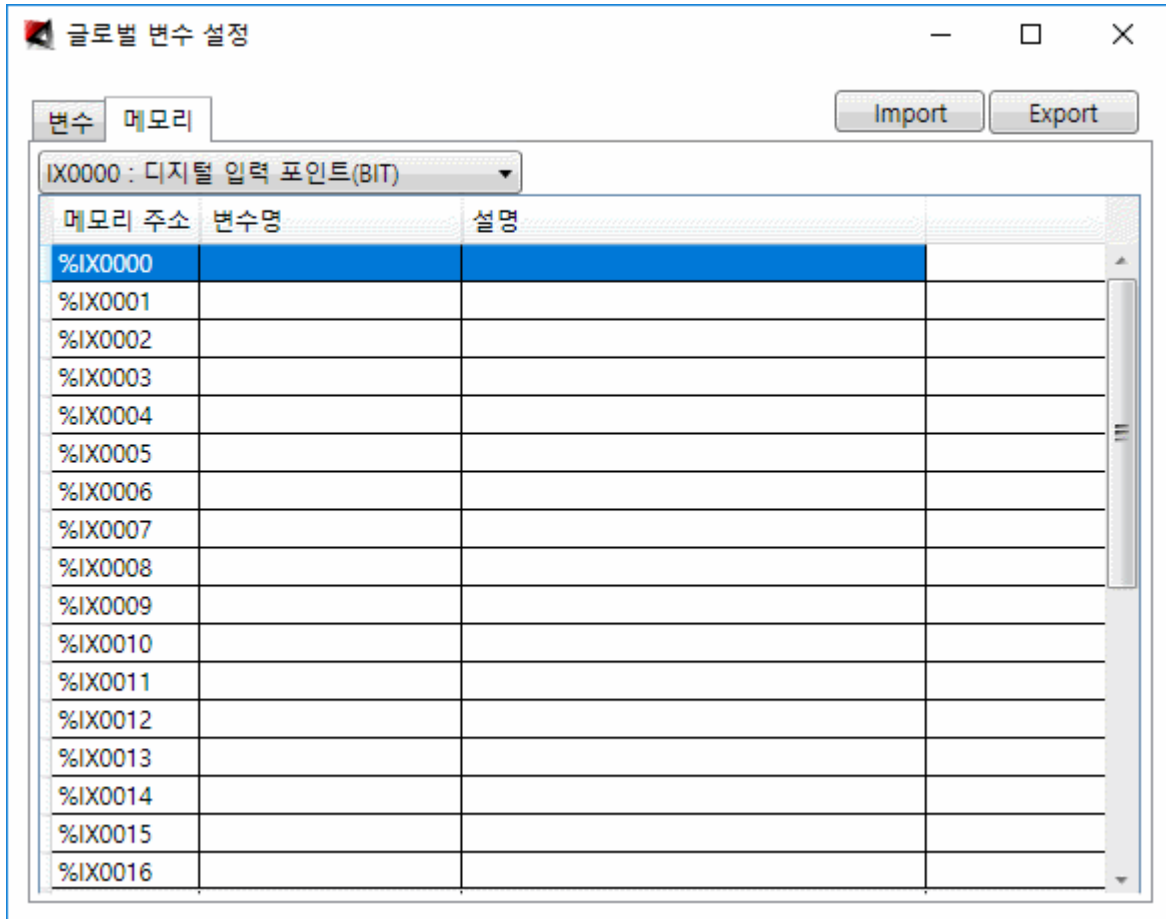 글로벌 변수 설정
변수 메모리 Import Export
IX0000 : 디지털 입력 포인트(BIT)
메모리 주소 변수명 설명
%IX0000
%IX0001
%IX0002
%IX0003
%IX0004
%IX0005
%IX0006
%IX0007
%IX0008
%IX0009
%IX0010
%IX0011
%IX0012
%IX0013
%IX0014
%IX0015
%IX0016